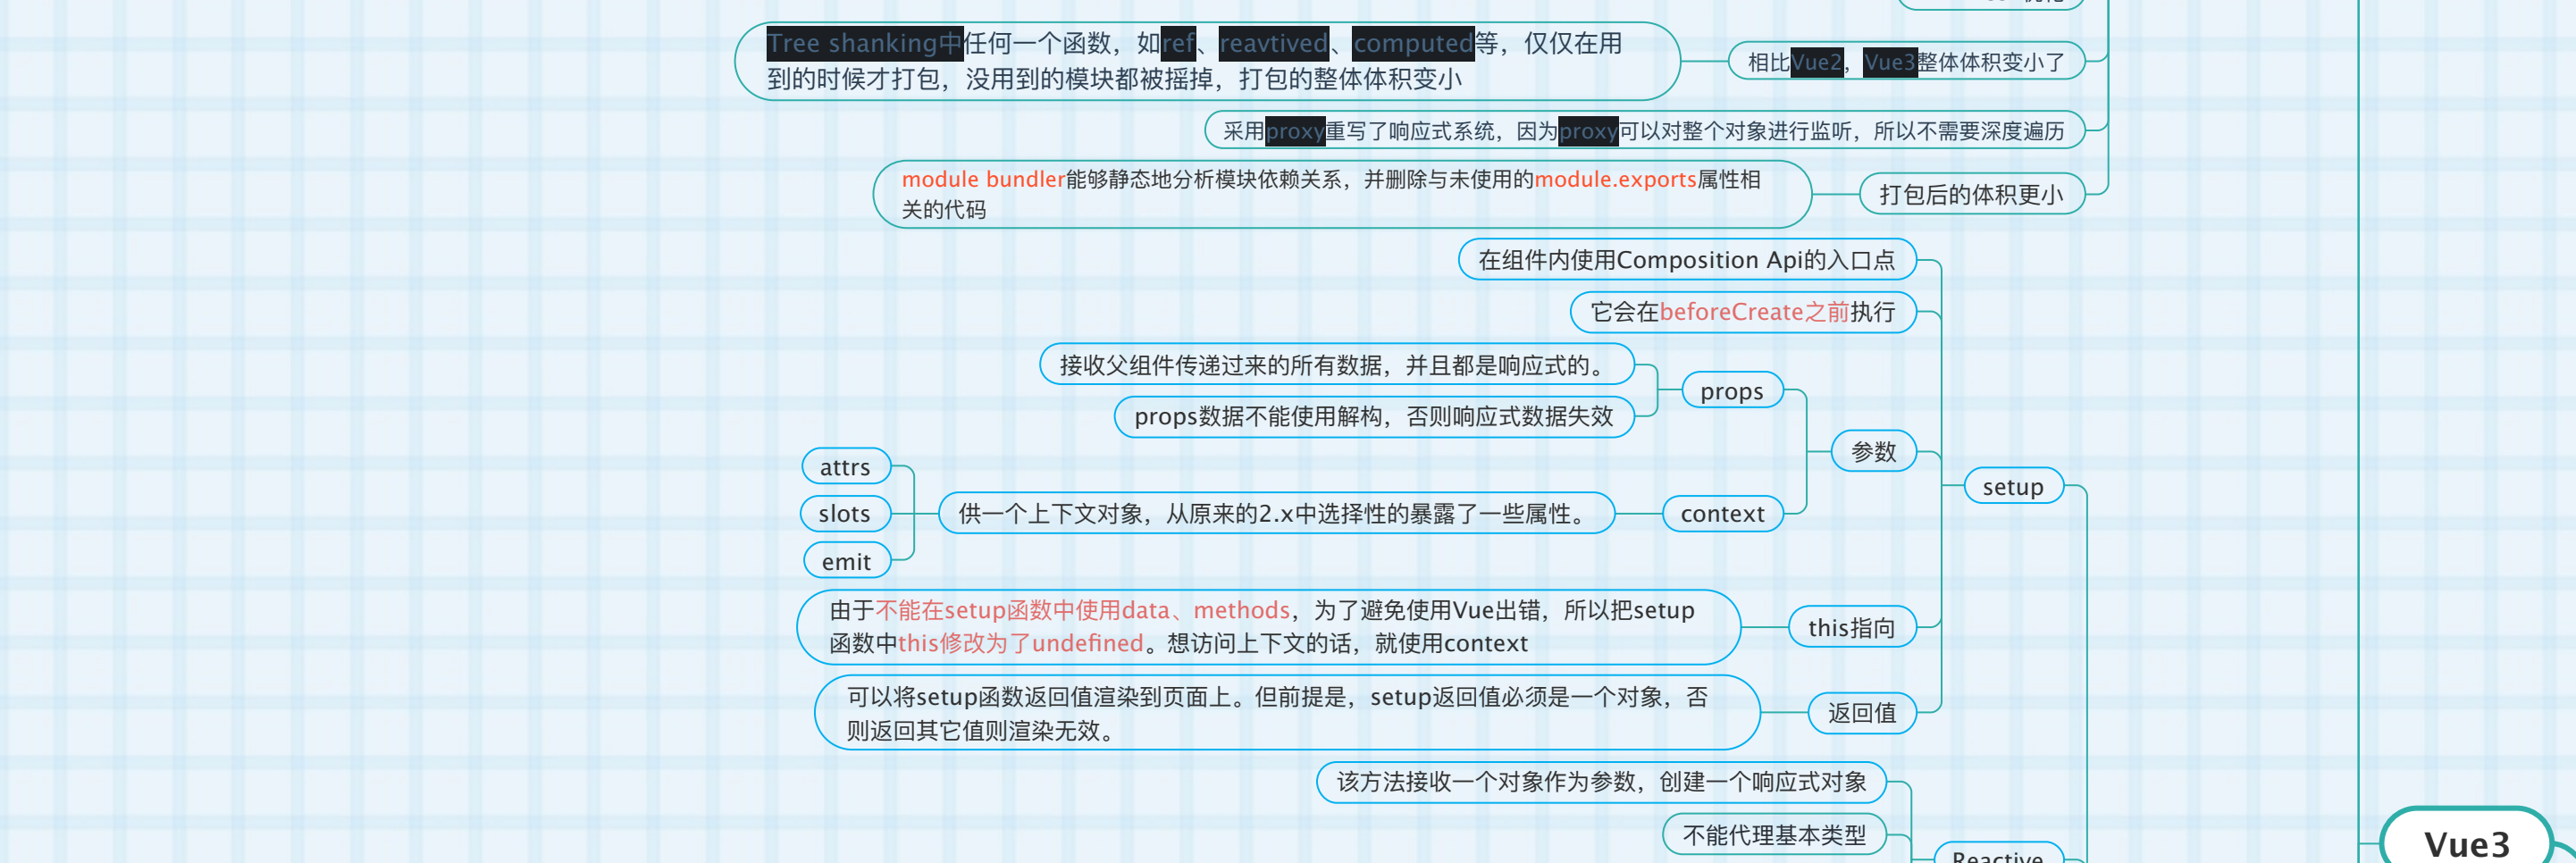 Tree shanking中任何一个函数，如ref、reavtived、computed等，仅仅在用
到的时候才打包，没用到的模块都被摇掉，打包的整体体积变小
相比Vue2，Vue3整体体积变小了
采用proxy重写了响应式系统，因为proxy可以对整个对象进行监听，所以不需要深度遍历
module bundler能够静态地分析模块依赖关系，并删除与未使用的module.exports属性相
关的代码
打包后的体积更小
在组件内使用Composition Api的入口点
它会在beforeCreate之前执行
接收父组件传递过来的所有数据，并且都是响应式的。
props数据不能使用解构，否则响应式数据失效
props
参数
attrs
slots
emit
供一个上下文对象，从原来的2.x中选择性的暴露了一些属性。
context
setup
由于不能在setup函数中使用data、methods，为了避免使用Vue出错，所以把setup
函数中this修改为了undefined。想访问上下文的话，就使用context
this指向
可以将setup函数返回值渲染到页面上。但前提是，setup返回值必须是一个对象，否
则返回其它值则渲染无效。
返回值
该方法接收一个对象作为参数，创建一个响应式对象
不能代理基本类型
Reactive
Vue3